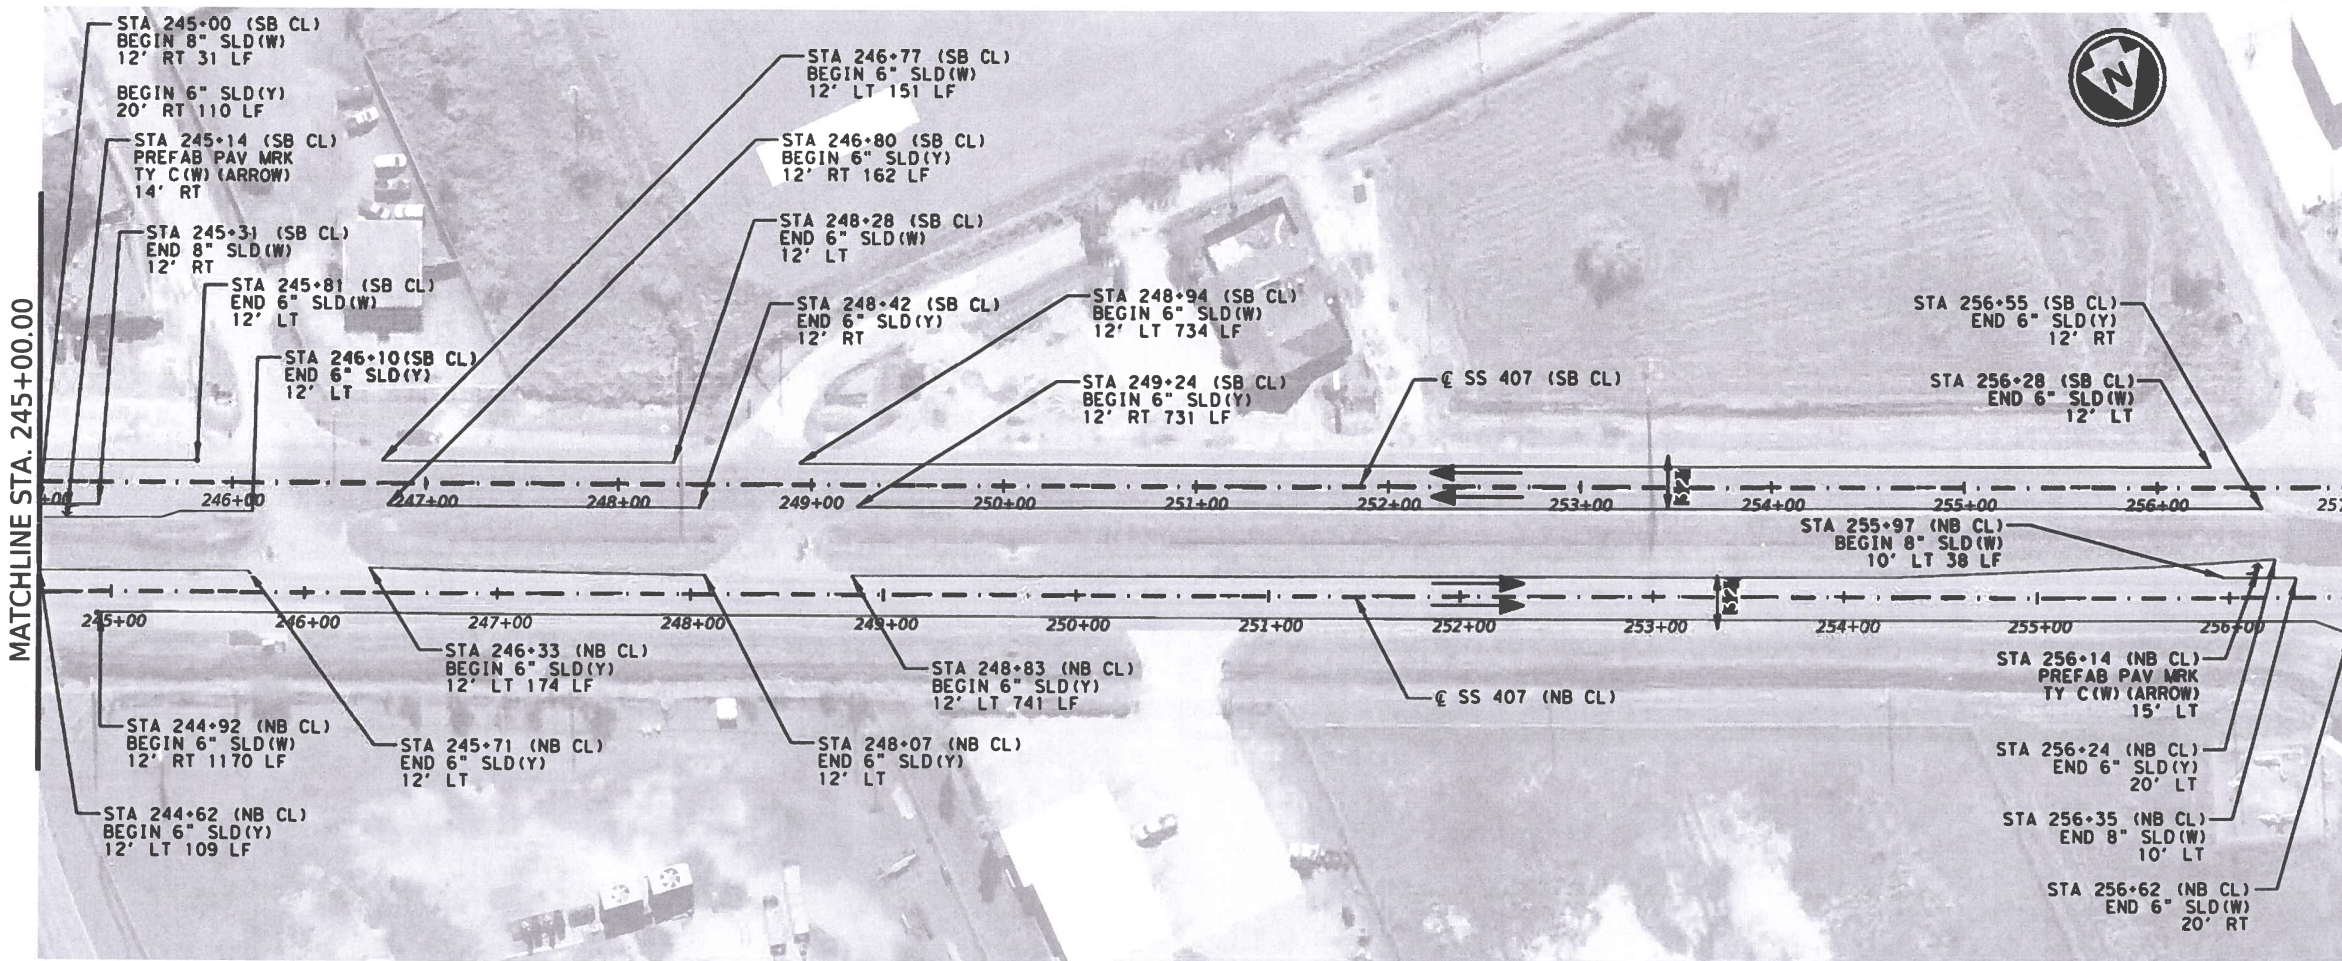 STA 245+00 (SB CL)
BEGIN 8" SLD(W)
12' RT 31 LF
BEGIN 6" SLD(Y)
20' RT 110 LF
STA 245+14 (SB CL)
PREFAB PAV MRK
TY C(W)(ARROW)
14' RT
STA 245+31 (SB CL)
END 8" SLD(W)
12' RT
STA 245+81 (SB CL)
END 6" SLD(W)
12' LT
STA 246+10(SB CL)
END 6" SLD(Y)
12' LT
STA 246+77 (SB CL)
BEGIN 6" SLD(W)
12' LT 151 LF
STA 246+80 (SB CL)
BEGIN 6" SLD(Y)
12' RT 162 LF
STA 248+28 (SB CL)
END 6" SLD(W)
12' LT
STA 248+42 (SB CL)
END 6" SLD(Y)
12' RT
STA 248+94 (SB CL)
BEGIN 6" SLD(W)
12' LT 734 LF
STA 249+24 (SB CL)
BEGIN 6" SLD(Y)
12' RT 731 LF
℄ SS 407 (SB CL)
STA 256+55 (SB CL)
END 6" SLD(Y)
12' RT
STA 256+28 (SB CL)
END 6" SLD(W)
12' LT
N
MATCHLINE STA. 245+00.00
+00 246+00 247+00 248+00 249+00 250+00 251+00 252+00 253+00 254+00 255+00 256+00
32'
STA 255+97 (NB CL)
BEGIN 8" SLD(W)
10' LT 38 LF
32'
245+00 246+00 247+00 248+00 249+00 250+00 251+00 252+00 253+00 254+00 255+00 256+00
STA 246+33 (NB CL)
BEGIN 6" SLD(Y)
12' LT 174 LF
STA 248+83 (NB CL)
BEGIN 6" SLD(Y)
12' LT 741 LF
℄ SS 407 (NB CL)
STA 244+92 (NB CL)
BEGIN 6" SLD(W)
12' RT 1170 LF
STA 245+71 (NB CL)
END 6" SLD(Y)
12' LT
STA 248+07 (NB CL)
END 6" SLD(Y)
12' LT
STA 244+62 (NB CL)
BEGIN 6" SLD(Y)
12' LT 109 LF
STA 256+14 (NB CL)
PREFAB PAV MRK
TY C(W)(ARROW)
15' LT
STA 256+24 (NB CL)
END 6" SLD(Y)
20' LT
STA 256+35 (NB CL)
END 8" SLD(W)
10' LT
STA 256+62 (NB CL)
END 6" SLD(W)
20' RT